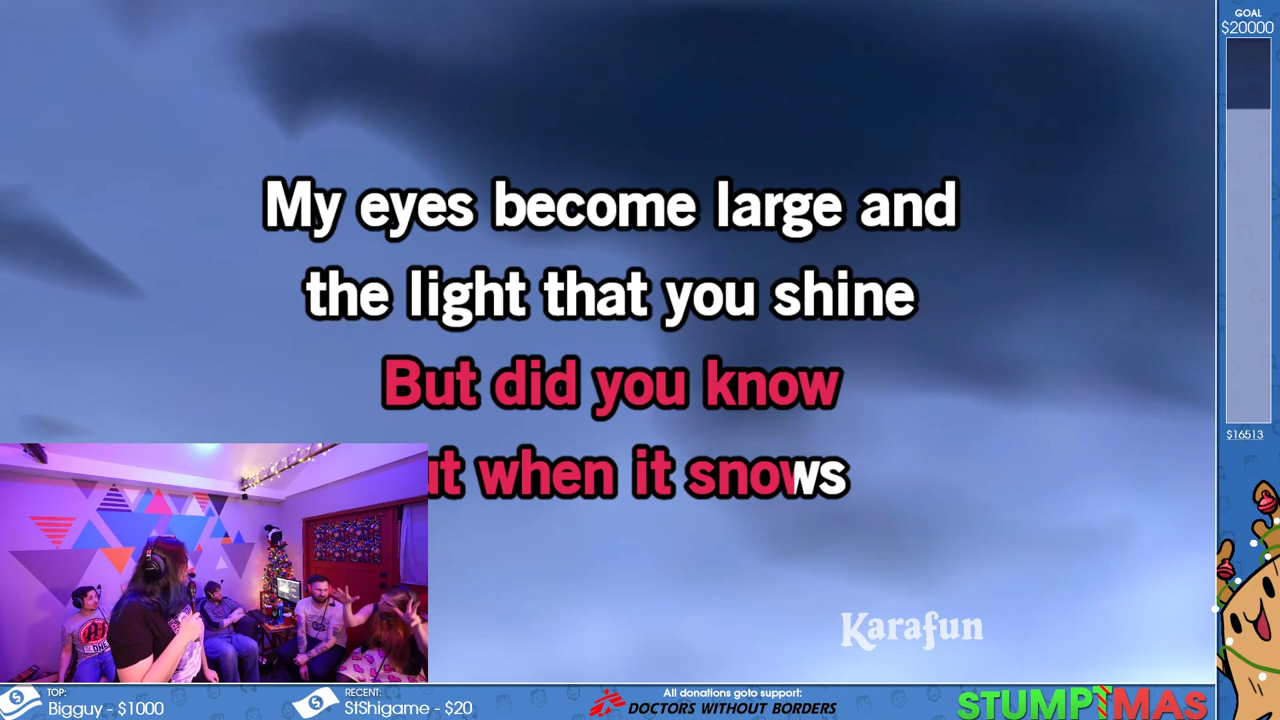 GOAL
$20000
My eyes become large and
the light that you shine
But did you know
ut when it snows
$16513
Karafun
TOP:
Bigguy - $1000
RECENT:
StShigame - $20
All donations goto support:
DOCTORS WITHOUT BORDERS
STUMPTMAS